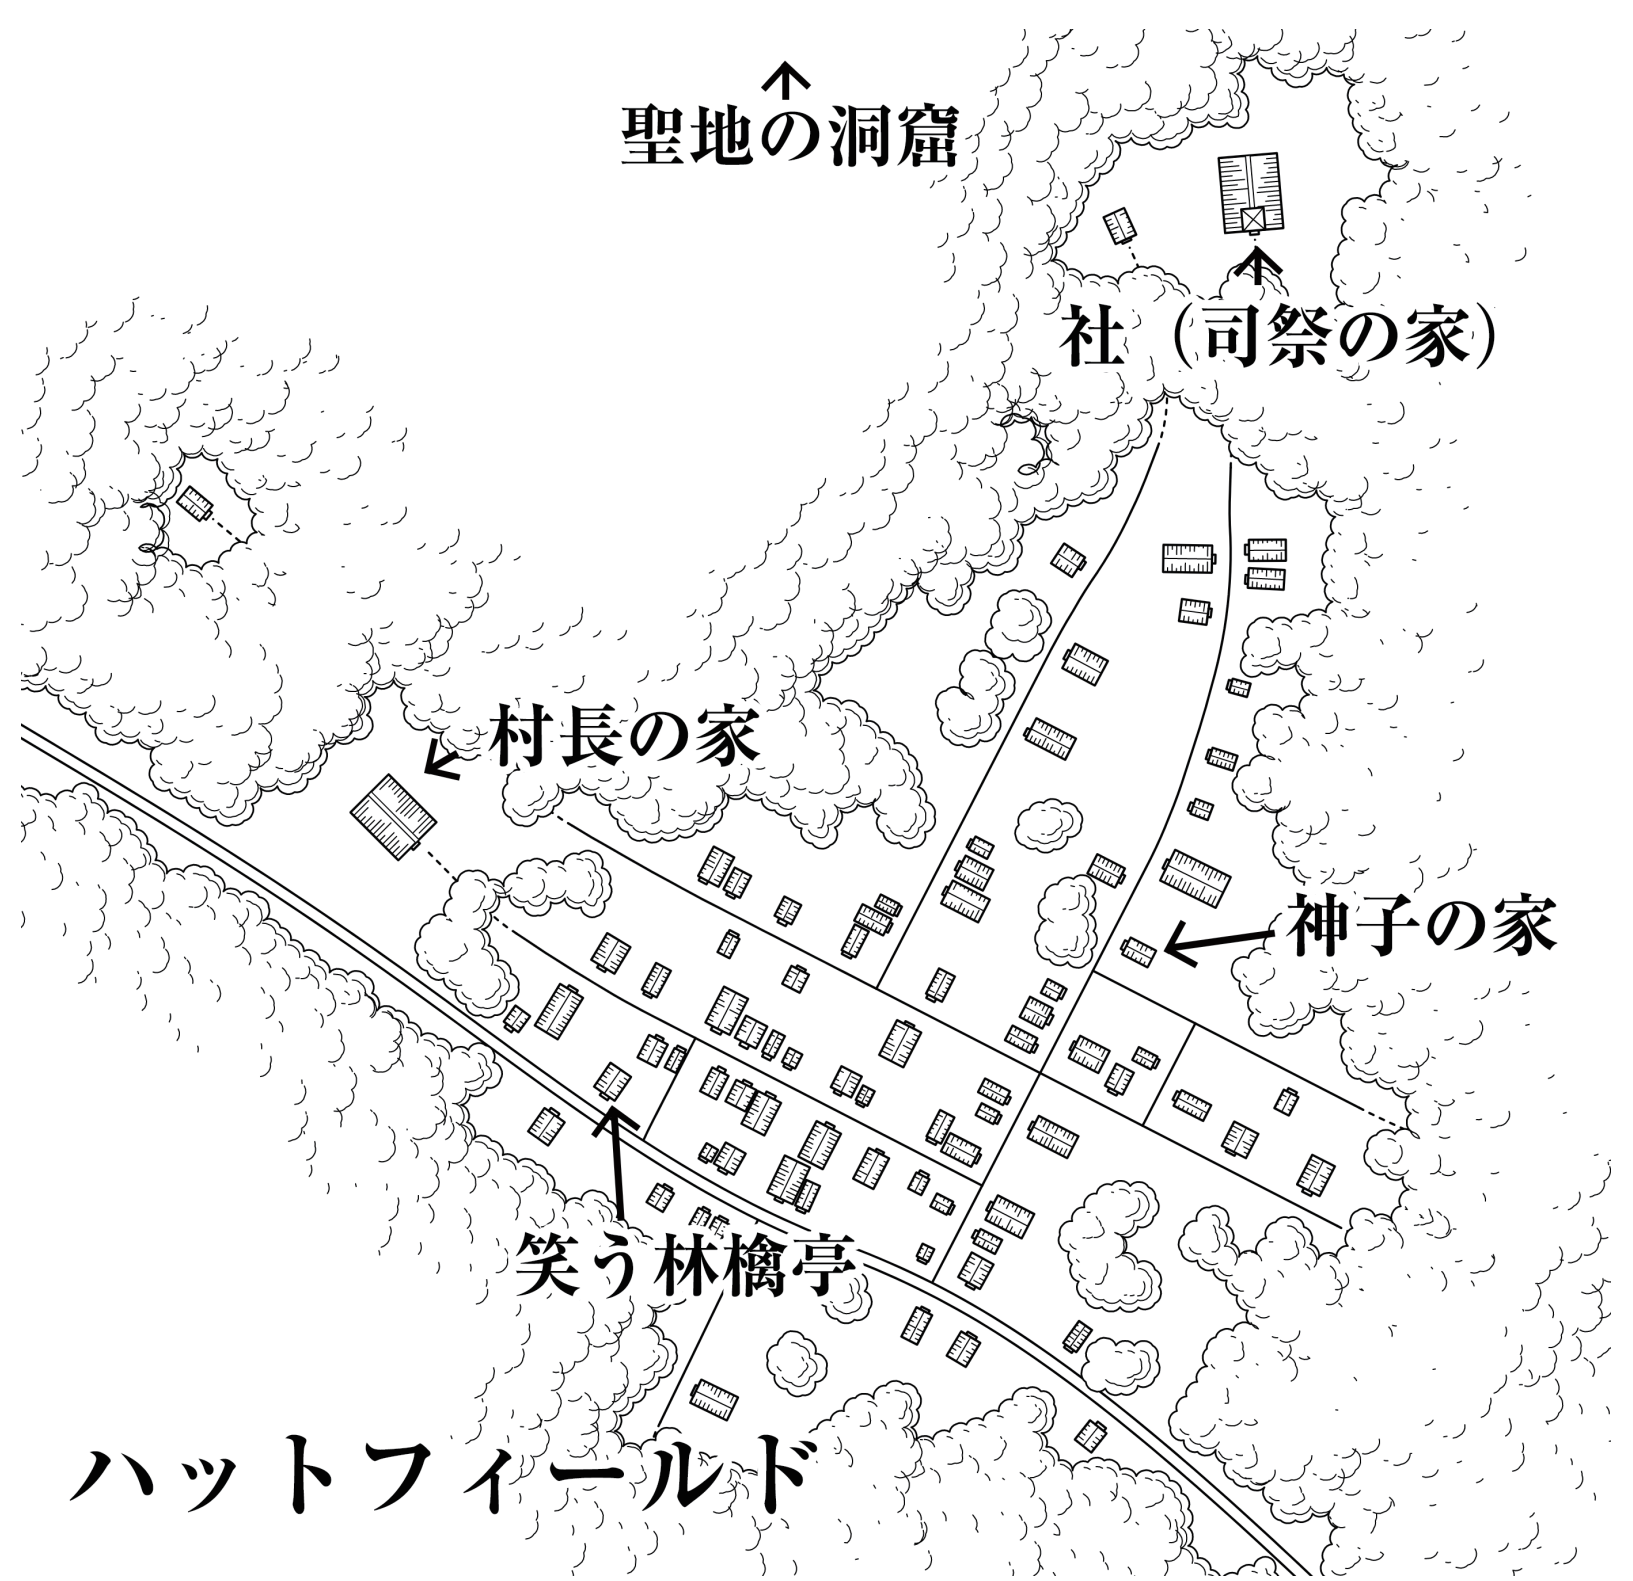 聖地の洞窟
社（司祭の家）
村長の家
神子の家
笑う林檎亭
ハットフィールド